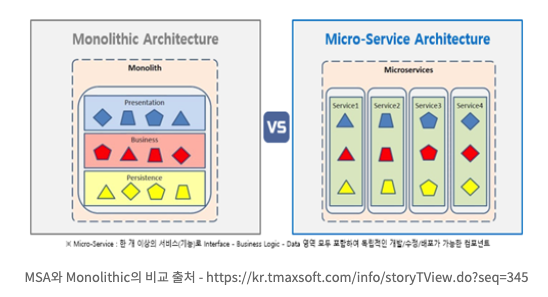 Monolithic Architecture
Monolith
Presentation
Business
Persistence
VS
Micro-Service Architecture
Microservices
Service1 Service2 Service3 Service4
※ Micro-Service : 한 개 이상의 서비스(기능)로 Interface - Business Logic - Data 영역 모두 포함하여 독립적인 개발/수정/배포가 가능한 컴포넌트
MSA와 Monolithic의 비교 출처 - https://kr.tmaxsoft.com/info/storyTView.do?seq=345